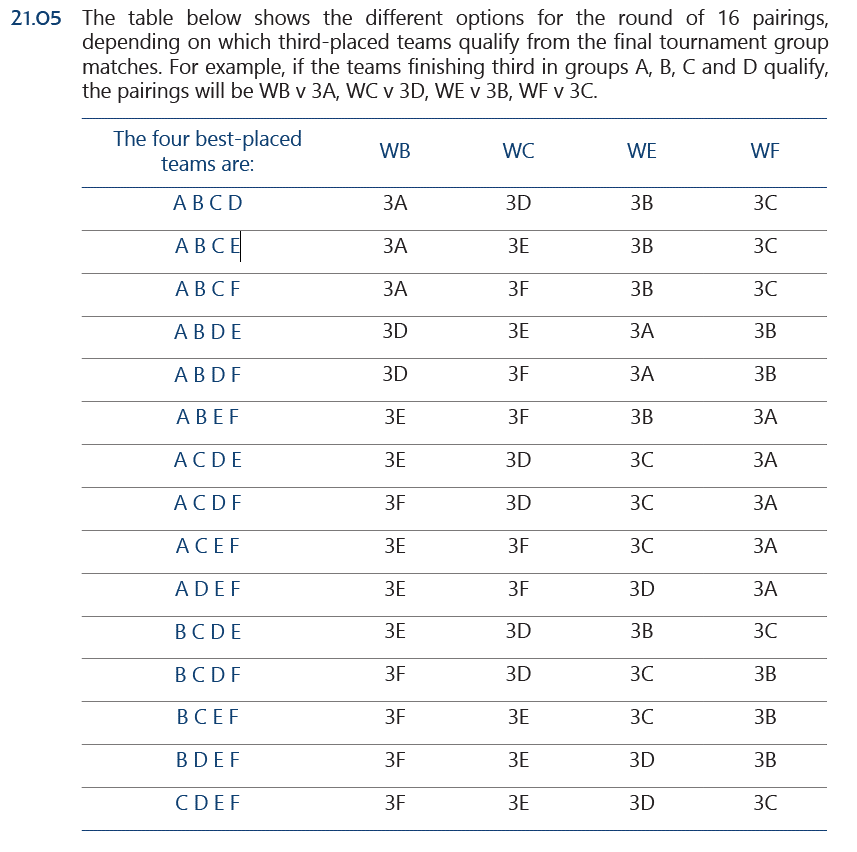 21.05 The table below shows the different options for the round of 16 pairings,
depending on which third-placed teams qualify from the final tournament group
matches. For example, if the teams finishing third in groups A, B, C and D qualify,
the pairings will be WB v 3A, WC v 3D, WE v 3B, WF v 3C.
The four best-placed
teams are: WB WC WE WF
A B C D 3A 3D 3B 3C
A B C E 3A 3E 3B 3C
A B C F 3A 3F 3B 3C
A B D E 3D 3E 3A 3B
A B D F 3D 3F 3A 3B
A B E F 3E 3F 3B 3A
A C D E 3E 3D 3C 3A
A C D F 3F 3D 3C 3A
A C E F 3E 3F 3C 3A
A D E F 3E 3F 3D 3A
B C D E 3E 3D 3B 3C
B C D F 3F 3D 3C 3B
B C E F 3F 3E 3C 3B
B D E F 3F 3E 3D 3B
C D E F 3F 3E 3D 3C